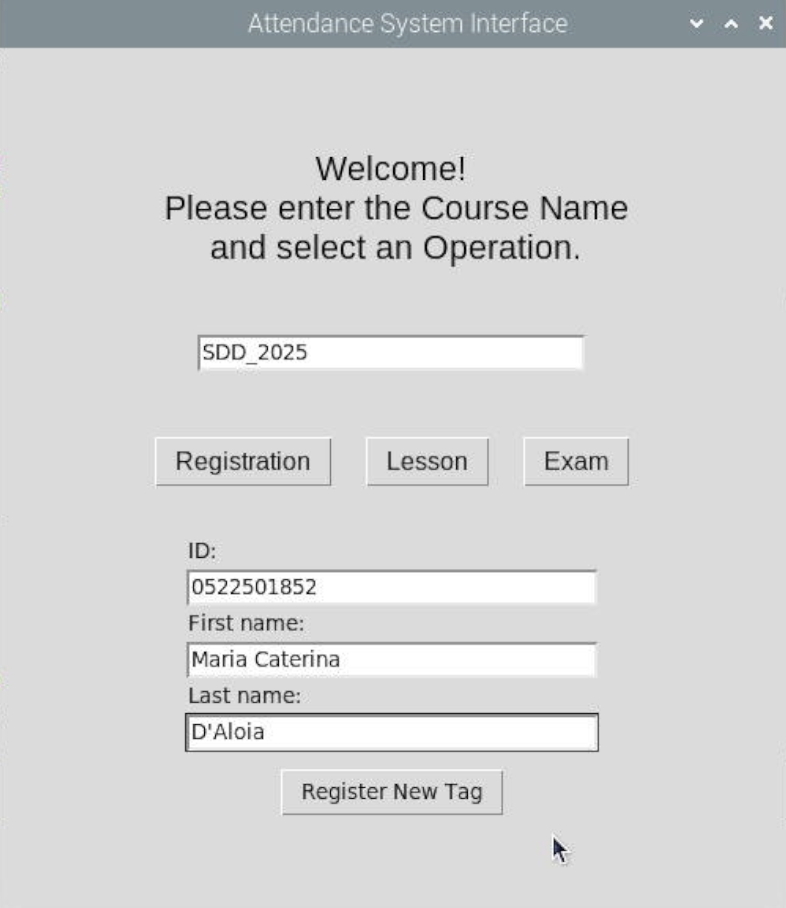 Attendance System Interface
Welcome!
Please enter the Course Name
and select an Operation.
SDD_2025
Registration Lesson Exam
ID:
0522501852
First name:
Maria Caterina
Last name:
D'Aloia
Register New Tag